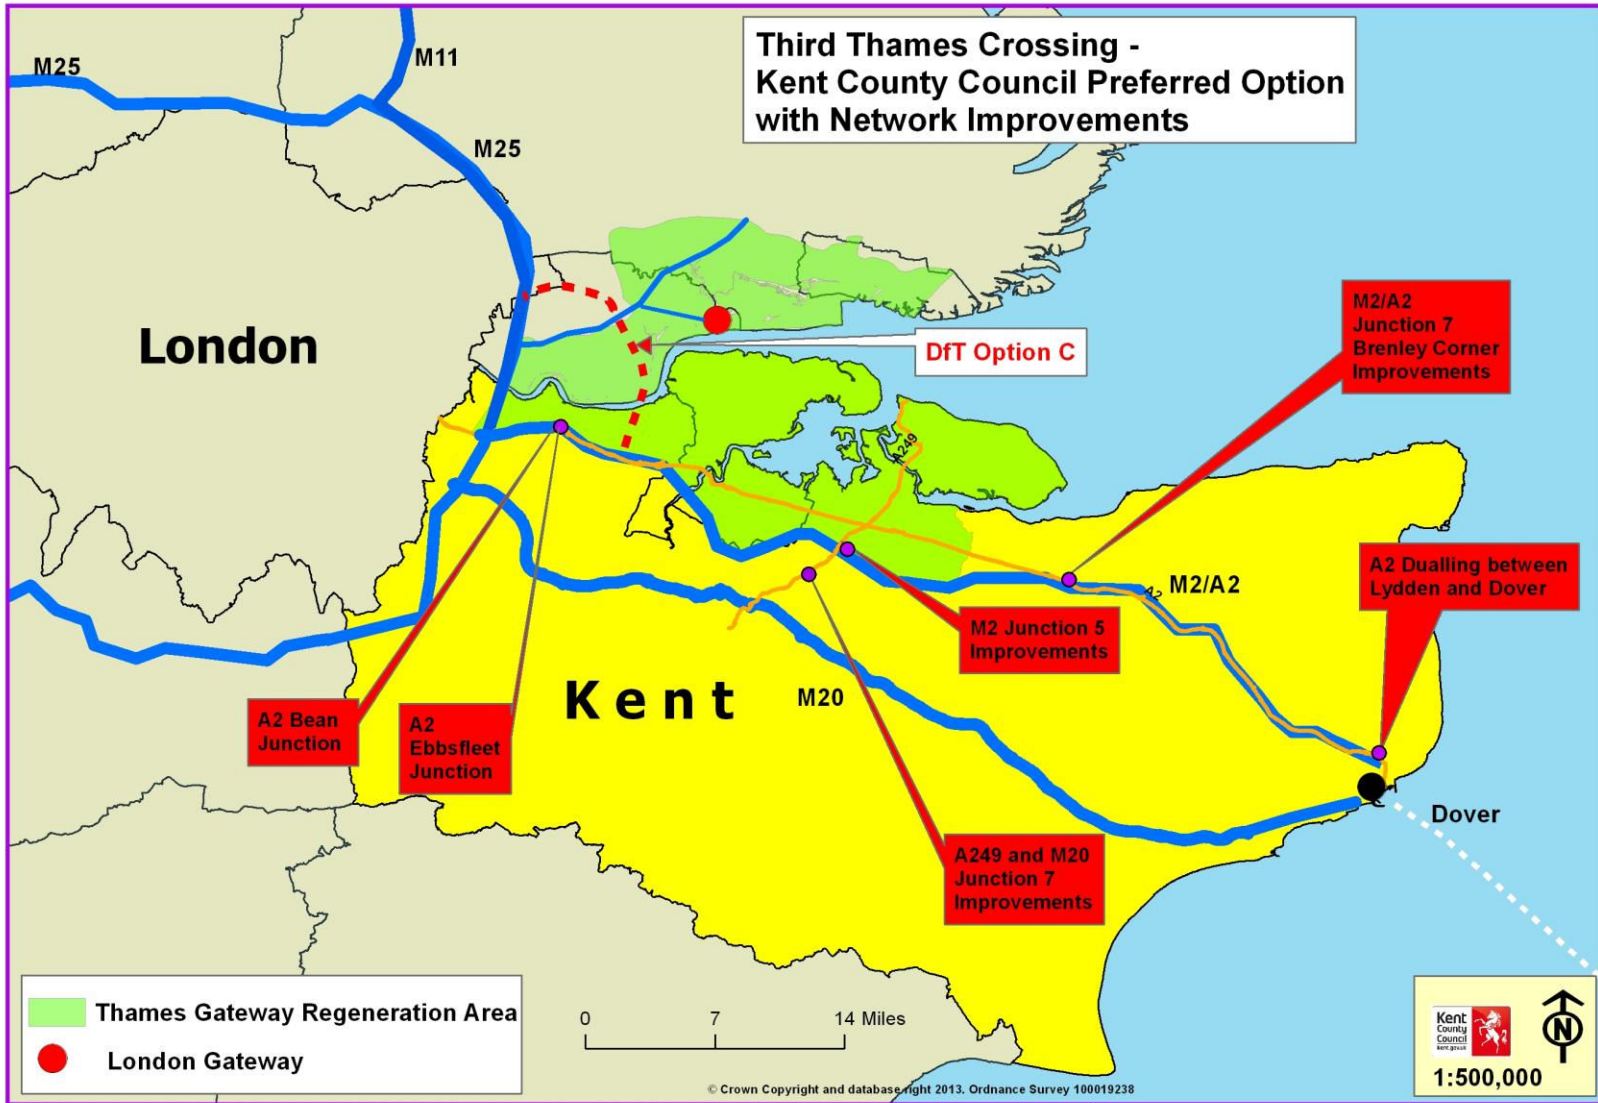 Third Thames Crossing -
Kent County Council Preferred Option
with Network Improvements
M25
M11
M25
London
DfT Option C
M2/A2
Junction 7
Brenley Corner
Improvements
A249
A2 Dualling between
Lydden and Dover
A2
M2/A2
M2 Junction 5
Improvements
Kent
M20
A2 Bean
Junction
A2
Ebbsfleet
Junction
Dover
A249 and M20
Junction 7
Improvements
Thames Gateway Regeneration Area
London Gateway
0 7 14 Miles
© Crown Copyright and database right 2013. Ordnance Survey 100019238
Kent
County
Council
kent.gov.uk
N
1:500,000